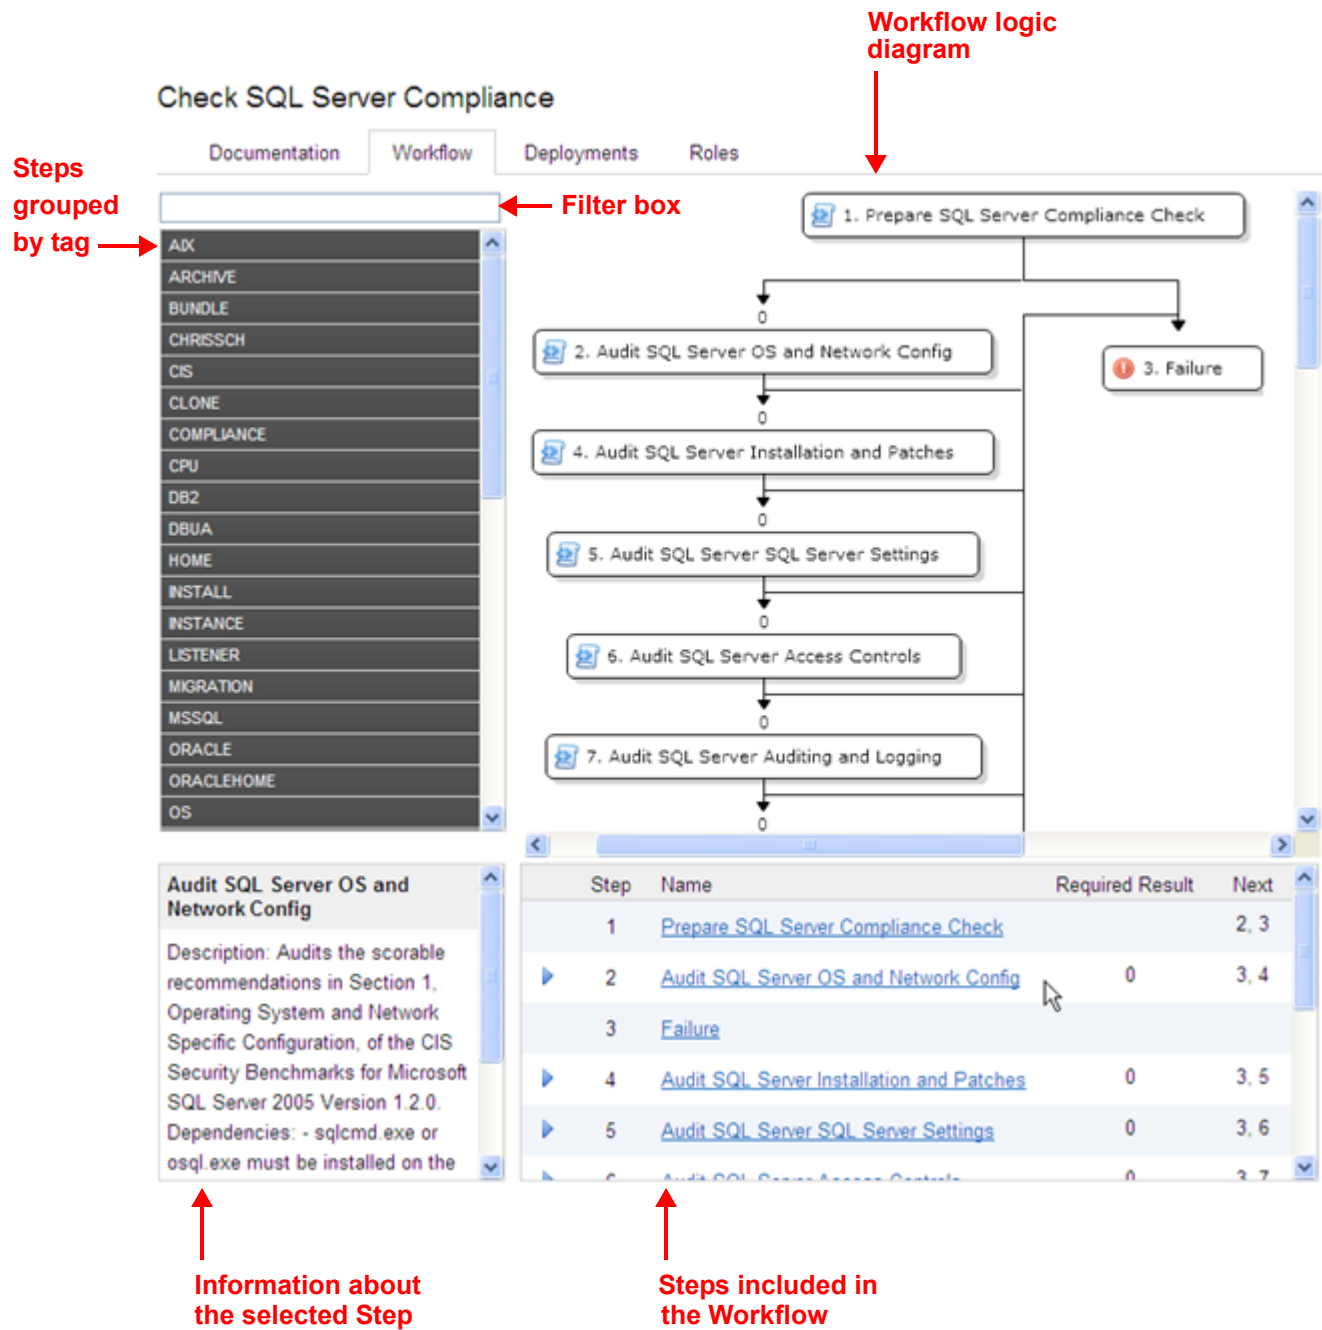 Workflow logic
diagram
Check SQL Server Compliance
Documentation
Workflow
Deployments
Roles
Steps
grouped
by tag
Filter box
AIX
ARCHIVE
BUNDLE
CHRISSCH
CIS
CLONE
COMPLIANCE
CPU
DB2
DBUA
HOME
INSTALL
INSTANCE
LISTENER
MIGRATION
MSSQL
ORACLE
ORACLEHOME
OS
1. Prepare SQL Server Compliance Check
0
2. Audit SQL Server OS and Network Config
3. Failure
0
4. Audit SQL Server Installation and Patches
0
5. Audit SQL Server SQL Server Settings
0
6. Audit SQL Server Access Controls
0
7. Audit SQL Server Auditing and Logging
0
Audit SQL Server OS and
Network Config
Description: Audits the scorable
recommendations in Section 1,
Operating System and Network
Specific Configuration, of the CIS
Security Benchmarks for Microsoft
SQL Server 2005 Version 1.2.0.
Dependencies: - sqlcmd.exe or
osql.exe must be installed on the
Step Name Required Result Next
1 Prepare SQL Server Compliance Check 2, 3
2 Audit SQL Server OS and Network Config 0 3, 4
3 Failure
4 Audit SQL Server Installation and Patches 0 3, 5
5 Audit SQL Server SQL Server Settings 0 3, 6
6 Audit SQL Server Access Controls 0 3, 7
Information about
the selected Step
Steps included in
the Workflow